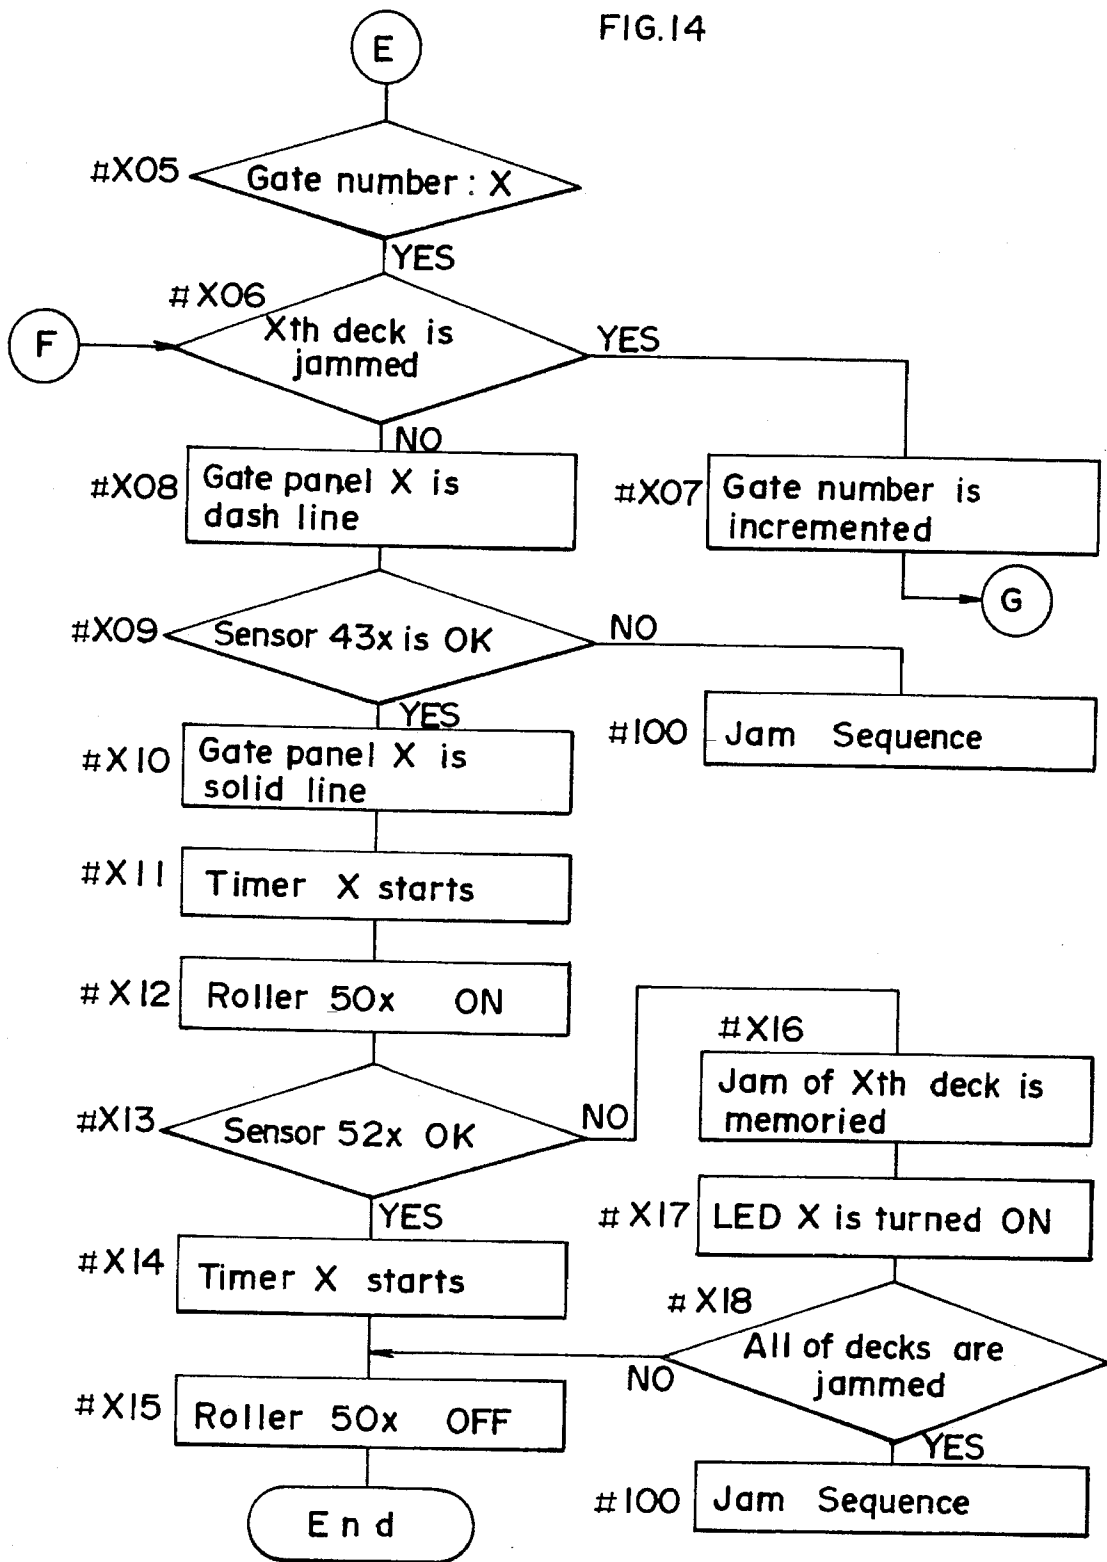 FIG.14
E
#X05
Gate number : X
YES
#X06
F
Xth deck is
jammed
YES
NO
#X08
Gate panel X is
dash line
#X07
Gate number is
incremented
G
#X09
Sensor 43x is OK
NO
YES
#100
Jam Sequence
#X10
Gate panel X is
solid line
#X11
Timer X starts
#X12
Roller 50x ON
#X16
Jam of Xth deck is
memoried
#X13
Sensor 52x OK
NO
YES
#X17
LED X is turned ON
#X14
Timer X starts
#X18
All of decks are
jammed
NO
#X15
Roller 50x OFF
YES
#100
Jam Sequence
End